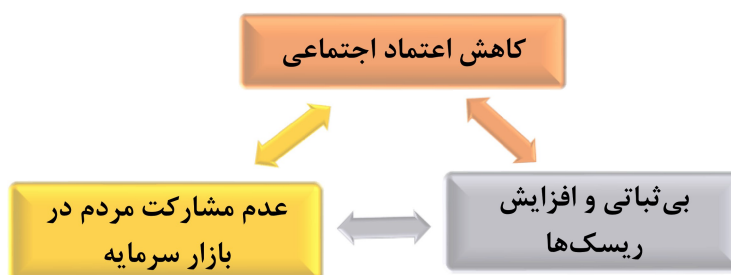 کاهش اعتماد اجتماعی
بی‌ثباتی و افزایش
ریسک‌ها
عدم مشارکت مردم در
بازار سرمایه